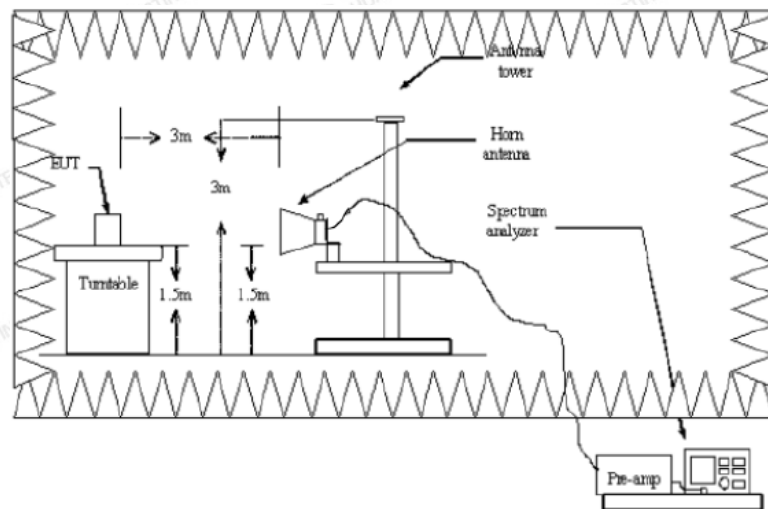 Antenna
tower
3m
Horn
antenna
EUT
3m
Spectrum
analyzer
Turntable
1.5m
1.5m
Pre-amp